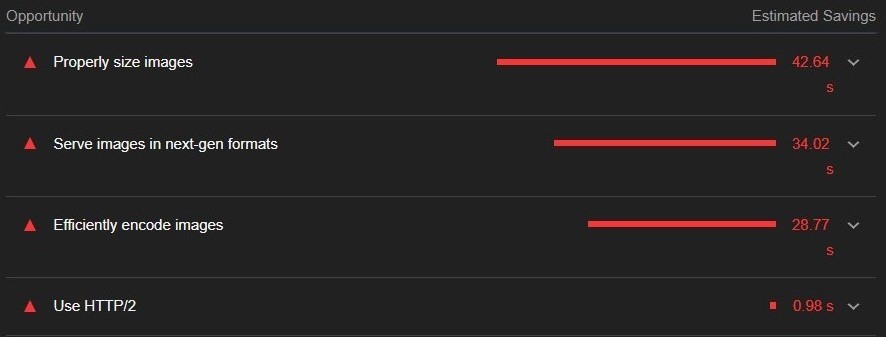 Opportunity Estimated Savings
Properly size images 42.64
s
Serve images in next-gen formats 34.02
s
Efficiently encode images 28.77
s
Use HTTP/2 0.98 s